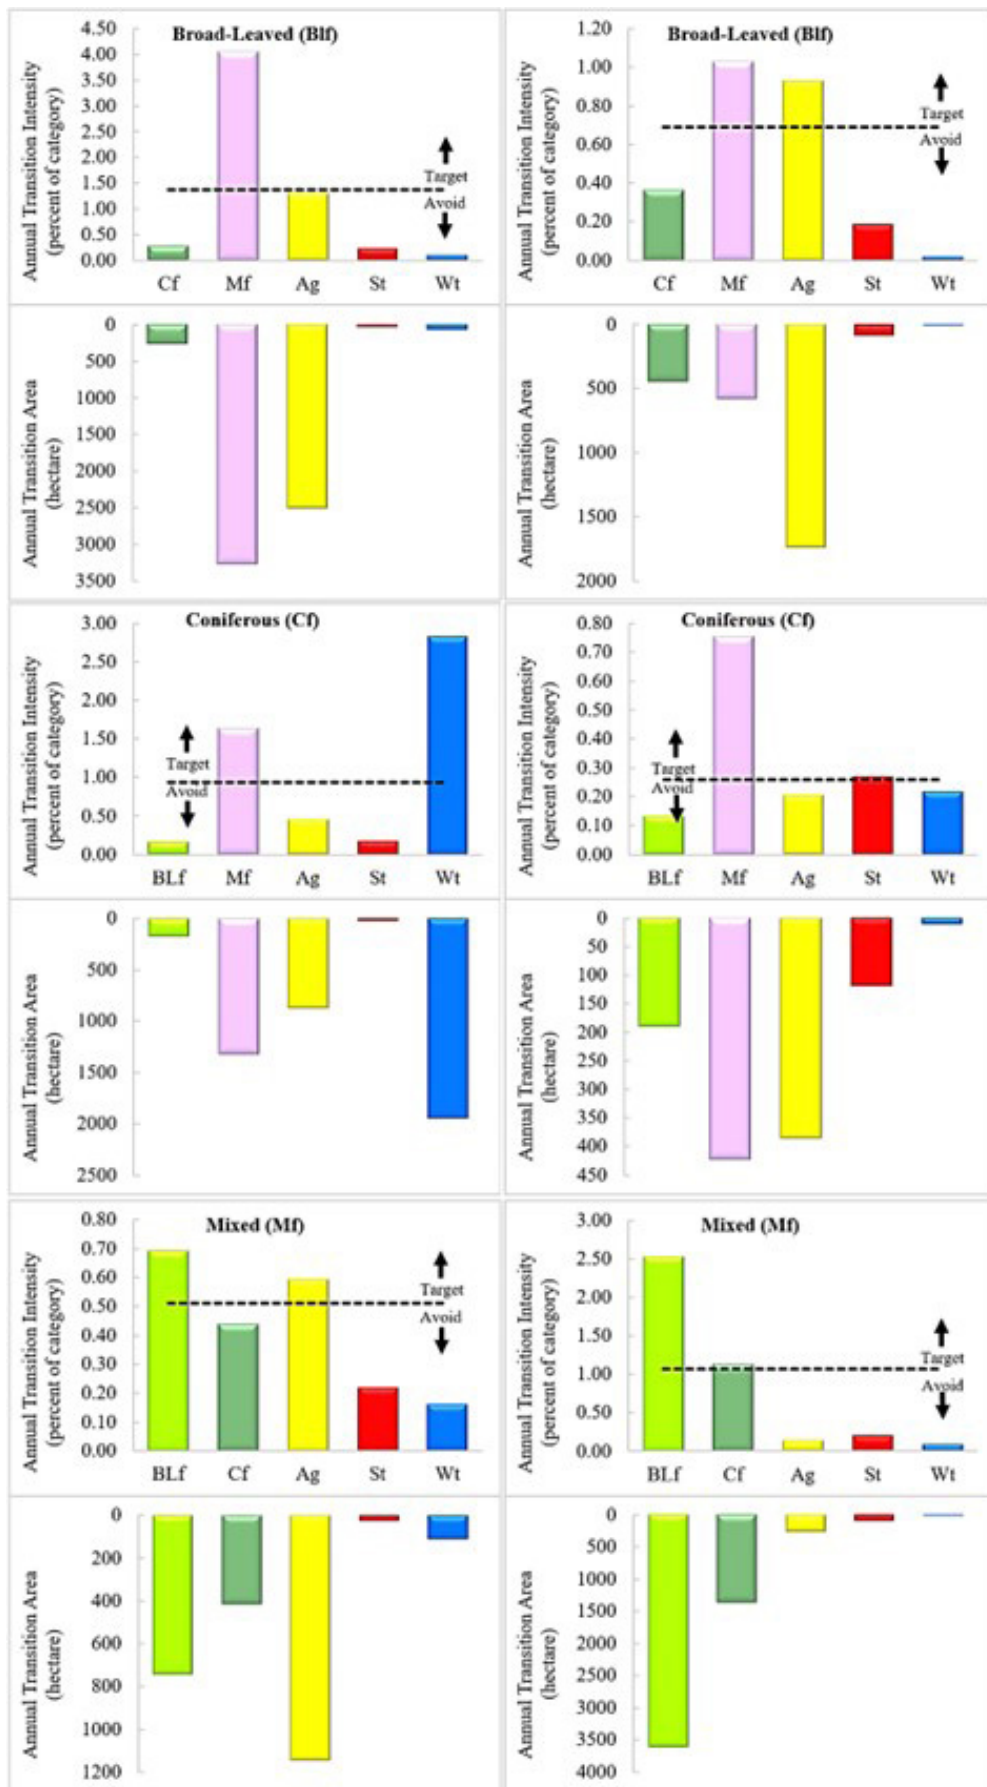 Broad-Leaved (Blf)
Annual Transition Intensity
(percent of category)
4.50
4.00
3.50
3.00
2.50
2.00
1.50
1.00
0.50
0.00
Target
Avoid
Cf Mf Ag St Wt
Annual Transition Area
(hectare)
0
500
1000
1500
2000
2500
3000
3500
Broad-Leaved (Blf)
Annual Transition Intensity
(percent of category)
1.20
1.00
0.80
0.60
0.40
0.20
0.00
Target
Avoid
Cf Mf Ag St Wt
Annual Transition Area
(hectare)
0
500
1000
1500
2000
Coniferous (Cf)
Annual Transition Intensity
(percent of category)
3.00
2.50
2.00
1.50
1.00
0.50
0.00
Target
Avoid
BLf Mf Ag St Wt
Annual Transition Area
(hectare)
0
500
1000
1500
2000
2500
Coniferous (Cf)
Annual Transition Intensity
(percent of category)
0.80
0.70
0.60
0.50
0.40
0.30
0.20
0.10
0.00
Target
Avoid
BLf Mf Ag St Wt
Annual Transition Area
(hectare)
0
50
100
150
200
250
300
350
400
450
Mixed (Mf)
Annual Transition Intensity
(percent of category)
0.80
0.70
0.60
0.50
0.40
0.30
0.20
0.10
0.00
Target
Avoid
BLf Cf Ag St Wt
Annual Transition Area
(hectare)
0
200
400
600
800
1000
1200
Mixed (Mf)
Annual Transition Intensity
(percent of category)
3.00
2.50
2.00
1.50
1.00
0.50
0.00
Target
Avoid
BLf Cf Ag St Wt
Annual Transition Area
(hectare)
0
500
1000
1500
2000
2500
3000
3500
4000